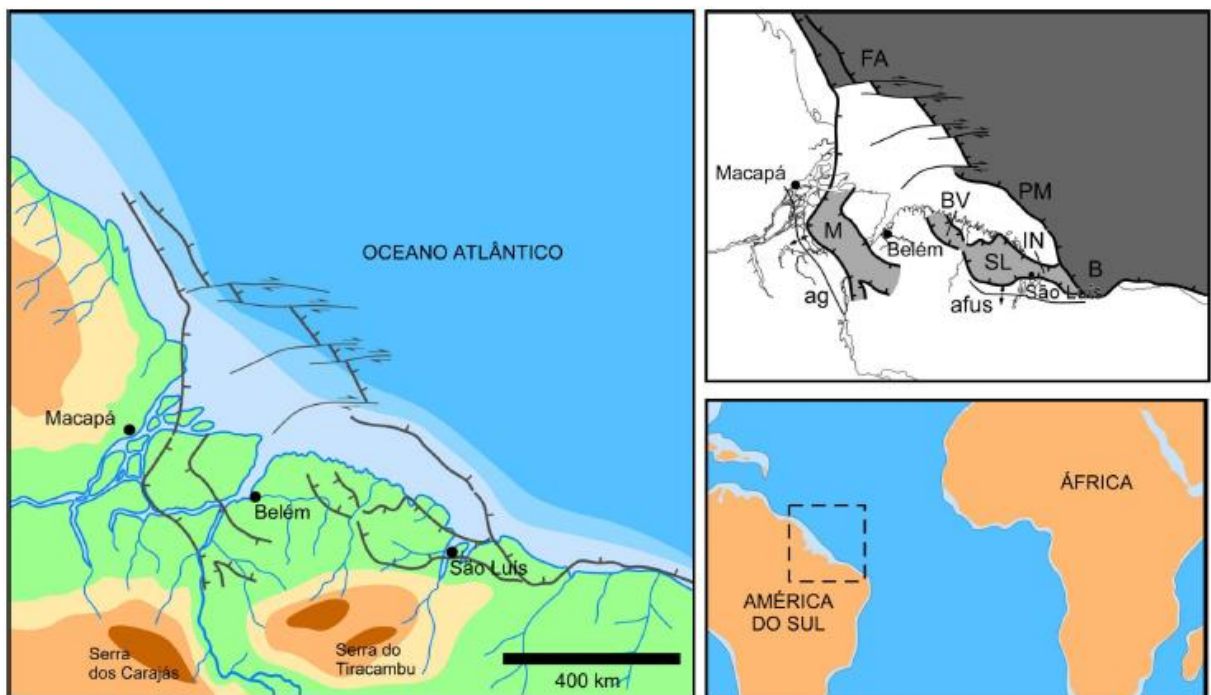 OCEANO ATLÂNTICO
Macapá
Belém
São Luís
Serra
dos Carajás
Serra do
Tiracambu
400 km
FA
Macapá
PM
BV
M
Belém
IN
SL
B
São Luís
ag
afus
ÁFRICA
AMÉRICA
DO SUL